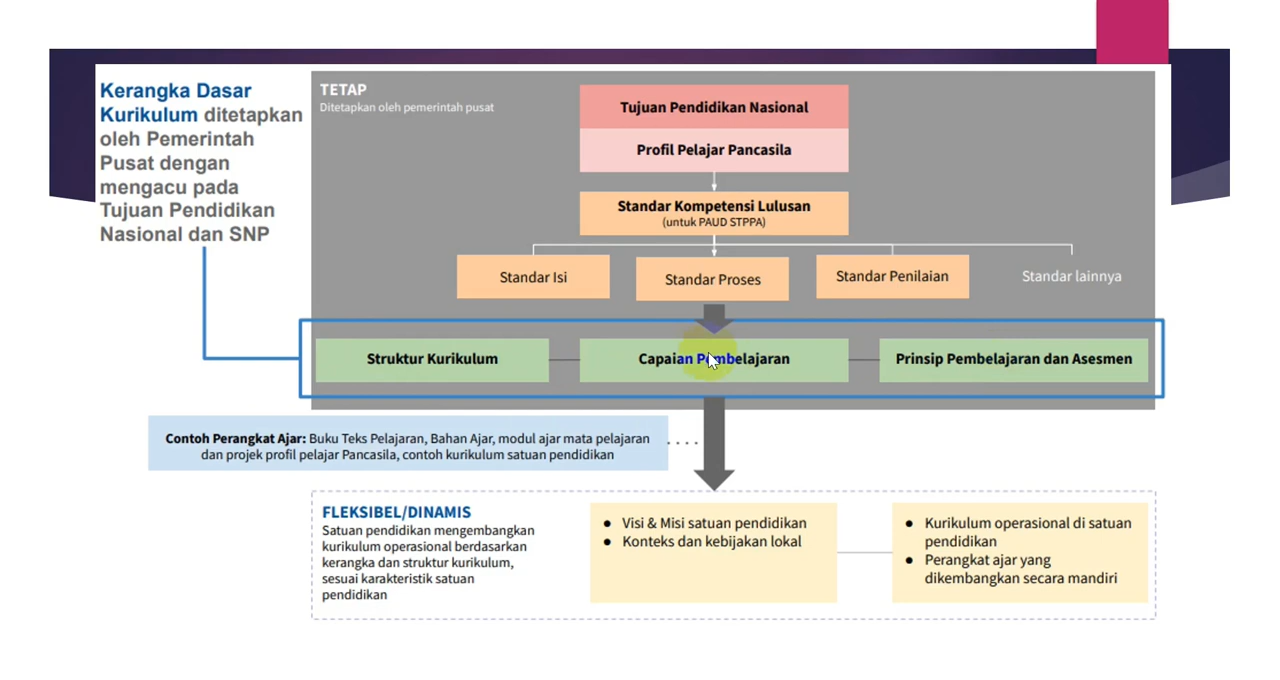 Kerangka Dasar
Kurikulum ditetapkan
oleh Pemerintah
Pusat dengan
mengacu pada
Tujuan Pendidikan
Nasional dan SNP
TETAP
Ditetapkan oleh pemerintah pusat
Tujuan Pendidikan Nasional
Profil Pelajar Pancasila
Standar Kompetensi Lulusan
(untuk PAUD STPPA)
Standar Isi
Standar Proses
Standar Penilaian
Standar lainnya
Struktur Kurikulum
Capaian Pembelajaran
Prinsip Pembelajaran dan Asesmen
Contoh Perangkat Ajar: Buku Teks Pelajaran, Bahan Ajar, modul ajar mata pelajaran
dan projek profil pelajar Pancasila, contoh kurikulum satuan pendidikan
FLEKSIBEL/DINAMIS
Satuan pendidikan mengembangkan
kurikulum operasional berdasarkan
kerangka dan struktur kurikulum,
sesuai karakteristik satuan
pendidikan
● Visi & Misi satuan pendidikan
● Konteks dan kebijakan lokal
● Kurikulum operasional di satuan
pendidikan
● Perangkat ajar yang
dikembangkan secara mandiri